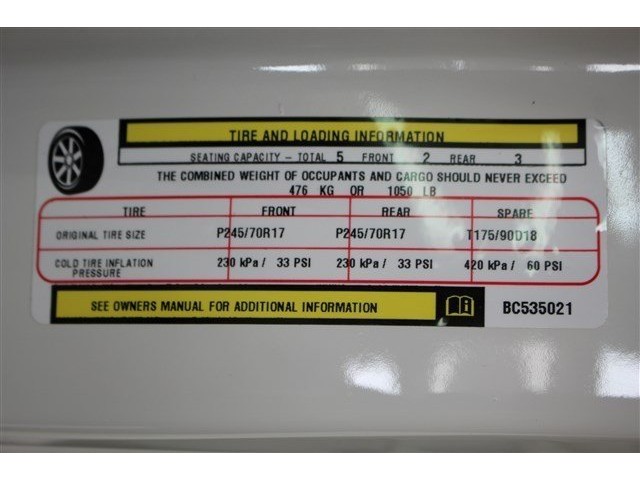 TIRE AND LOADING INFORMATION
SEATING CAPACITY - TOTAL 5 FRONT 2 REAR 3
THE COMBINED WEIGHT OF OCCUPANTS AND CARGO SHOULD NEVER EXCEED
476 KG OR 1050 LB
TIRE FRONT REAR SPARE
ORIGINAL TIRE SIZE P245/70R17 P245/70R17 T175/90D18
COLD TIRE INFLATION PRESSURE 230 kPa / 33 PSI 230 kPa / 33 PSI 420 kPa / 60 PSI
SEE OWNERS MANUAL FOR ADDITIONAL INFORMATION BC535021